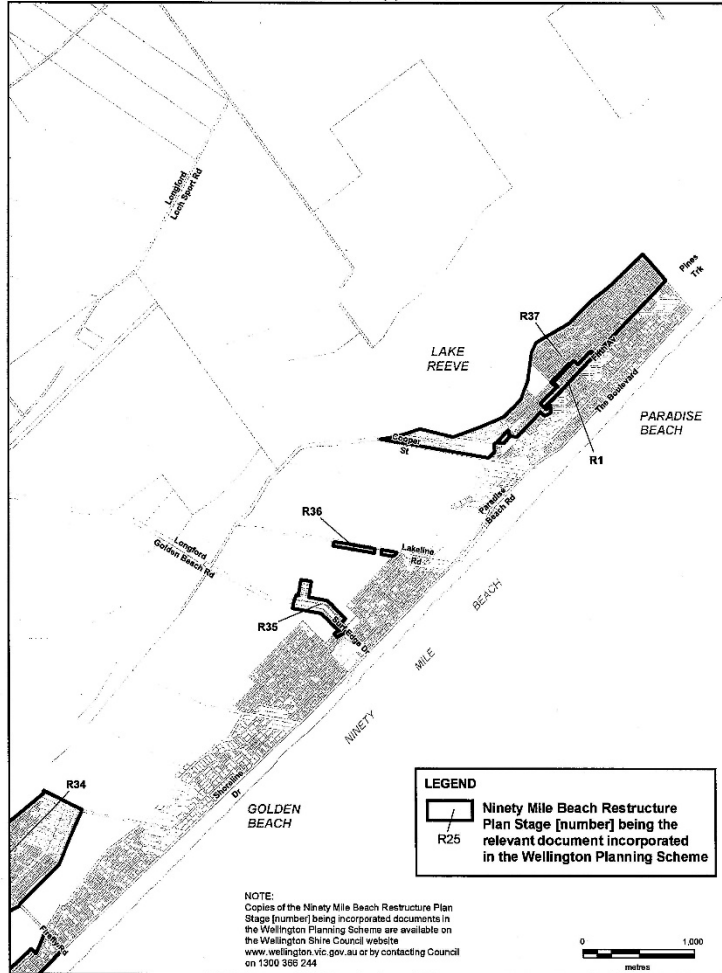 Longford
Loch Sport Rd
Pines
Trk
R37
LAKE
REEVE
The Boulevard
PARADISE
BEACH
Cooper
St
R1
Paradise
Beach Rd
R36
Longford
Golden Beach Rd
Lakeline
Rd
BEACH
R35
Surf Edge Dr
MILE
NINETY
R34
Shoreline
Dr
GOLDEN
BEACH
LEGEND
R25
Ninety Mile Beach Restructure
Plan Stage [number] being the
relevant document incorporated
in the Wellington Planning Scheme
NOTE:
Copies of the Ninety Mile Beach Restructure Plan
Stage [number] being incorporated documents in
the Wellington Planning Scheme are available on
the Wellington Shire Council website
www.wellington.vic.gov.au or by contacting Council
on 1300 366 244
0 1,000
metres